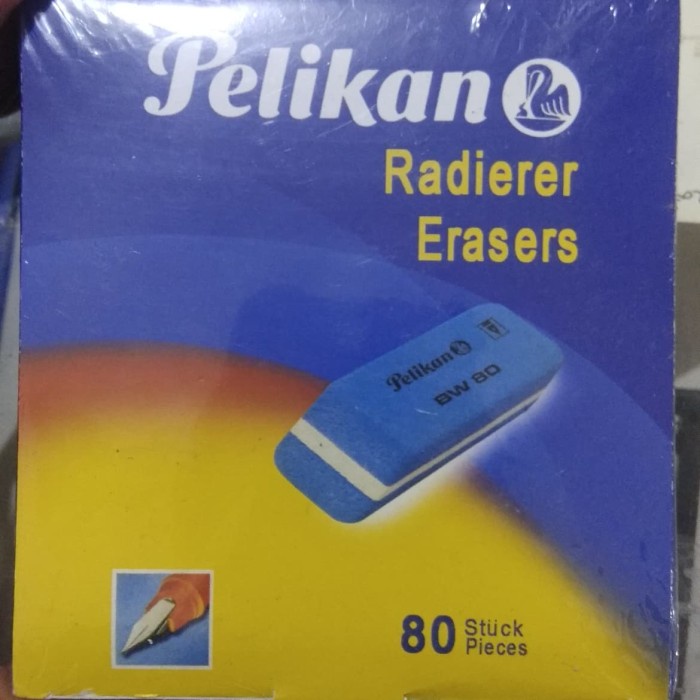 Pelikan
Radierer
Erasers
Pelikan
BW 80
80 Stück
Pieces